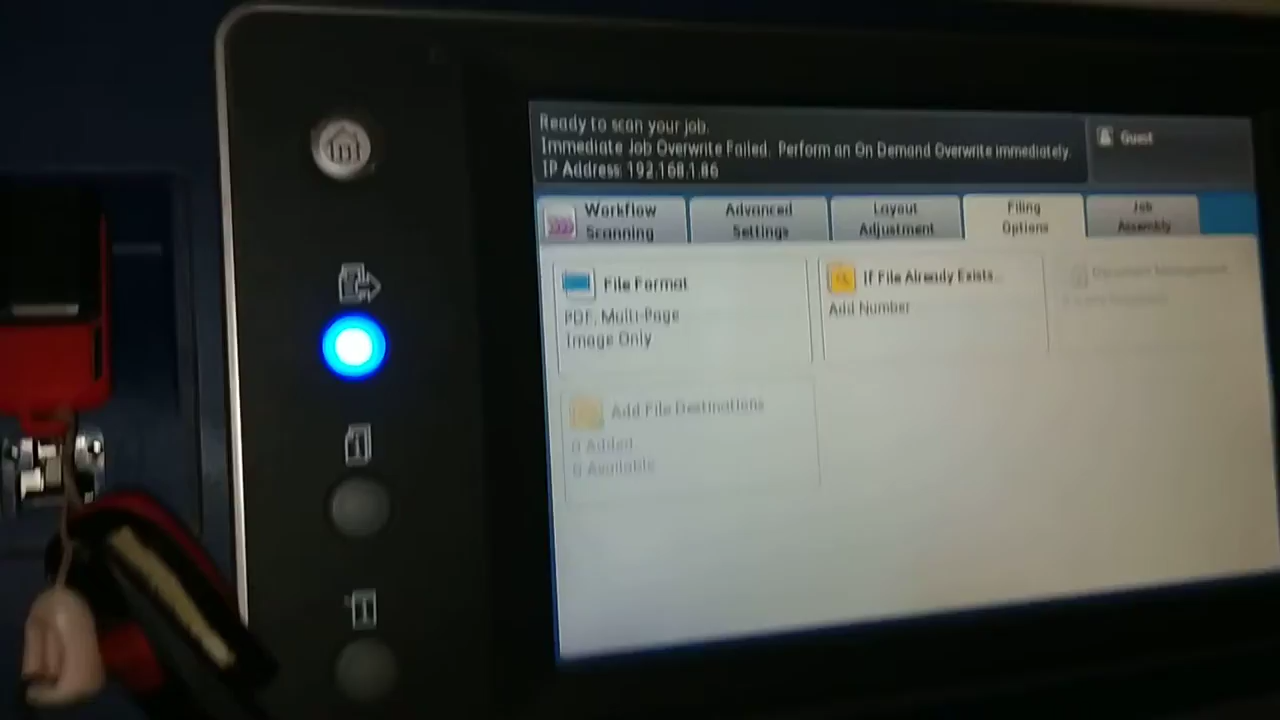 Ready to scan your job.
Immediate Job Overwrite Failed. Perform an On Demand Overwrite immediately.
IP Address: 192.168.1.86
Guest
Workflow
Scanning
Advanced
Settings
Layout
Adjustment
Filing
Options
Job
Assembly
File Format
PDF, Multi-Page
Image Only
If File Already Exists...
Add Number
Document Management
Add File Destinations
0 Added
0 Available